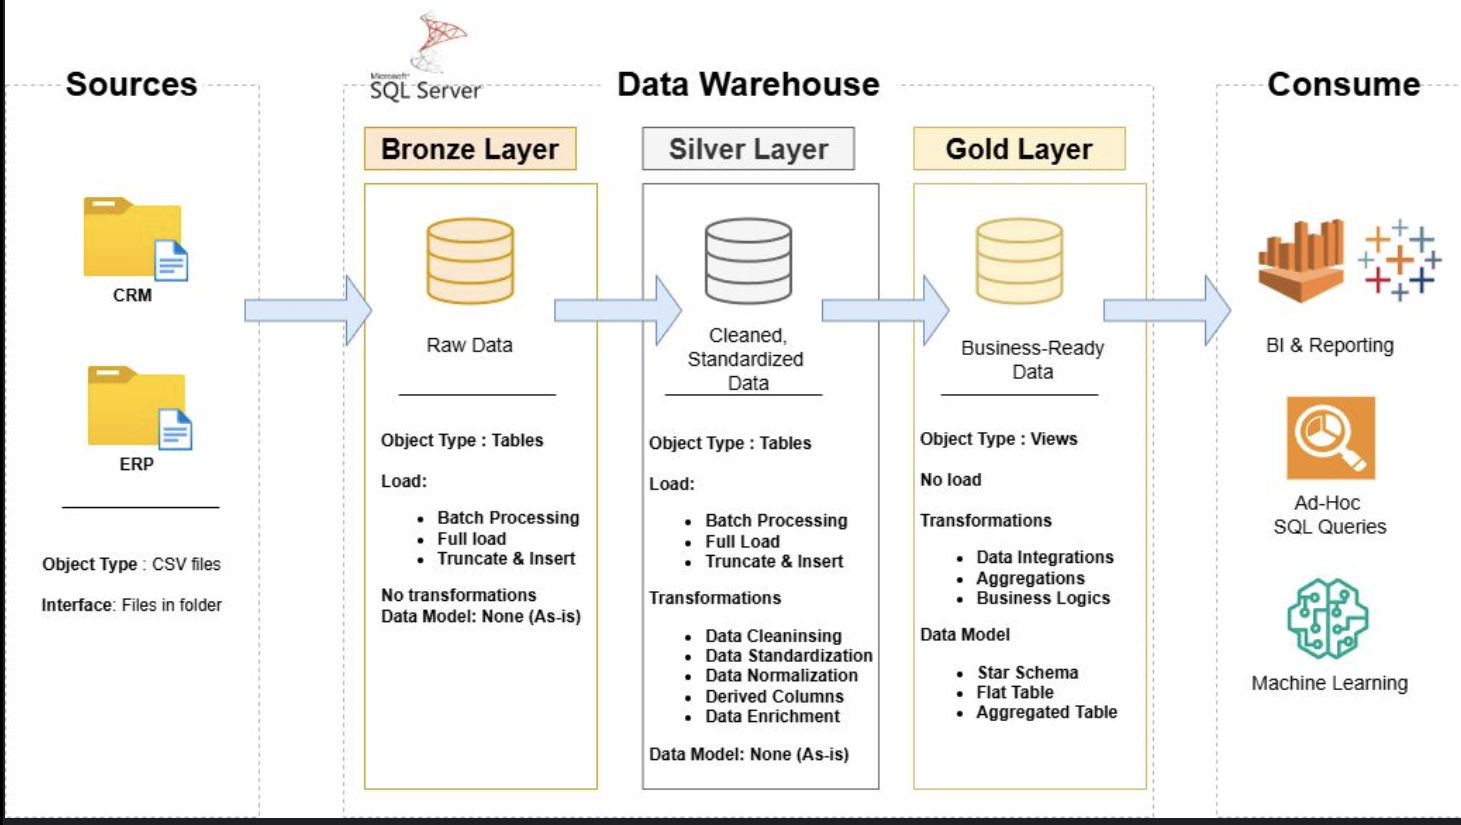 Sources
CRM
ERP
Object Type : CSV files
Interface: Files in folder
Microsoft®
SQL Server
Data Warehouse
Bronze Layer
Raw Data
Object Type : Tables
Load:
• Batch Processing
• Full load
• Truncate & Insert
No transformations
Data Model: None (As-is)
Silver Layer
Cleaned,
Standardized
Data
Object Type : Tables
Load:
• Batch Processing
• Full Load
• Truncate & Insert
Transformations
• Data Cleaninsing
• Data Standardization
• Data Normalization
• Derived Columns
• Data Enrichment
Data Model: None (As-is)
Gold Layer
Business-Ready
Data
Object Type : Views
No load
Transformations
• Data Integrations
• Aggregations
• Business Logics
Data Model
• Star Schema
• Flat Table
• Aggregated Table
Consume
BI & Reporting
Ad-Hoc
SQL Queries
Machine Learning